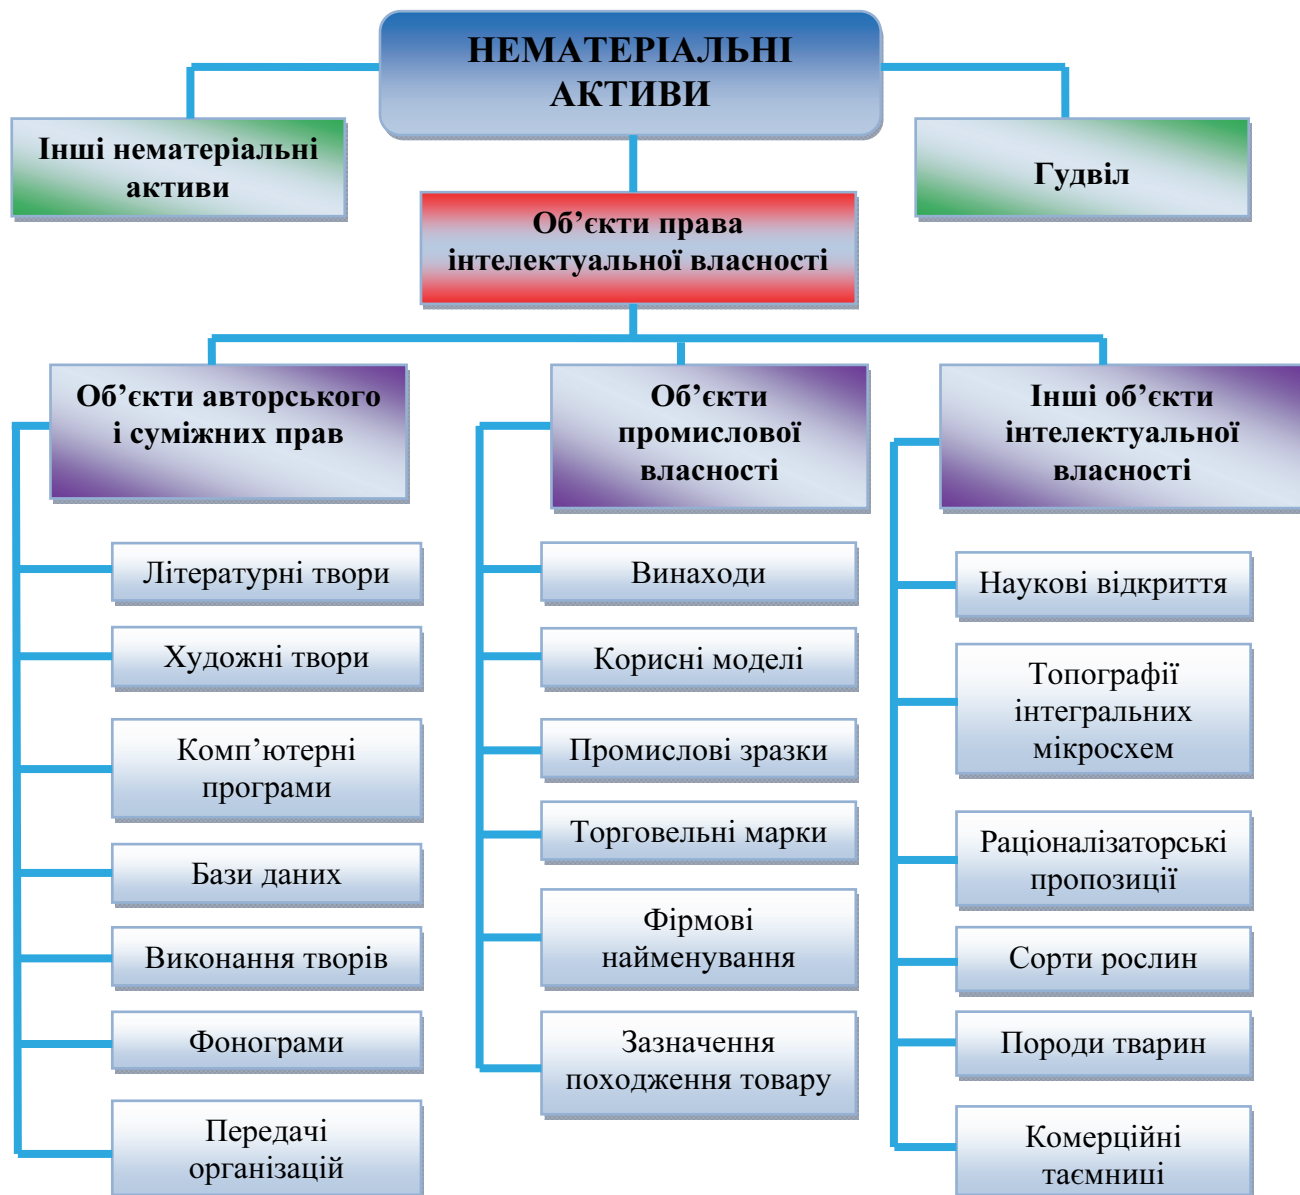 НЕМАТЕРІАЛЬНІ
АКТИВИ
Інші нематеріальні
активи
Гудвіл
Об’єкти права
інтелектуальної власності
Об’єкти авторського
і суміжних прав
Літературні твори
Художні твори
Комп’ютерні
програми
Бази даних
Виконання творів
Фонограми
Передачі
організацій
Об’єкти
промислової
власності
Винаходи
Корисні моделі
Промислові зразки
Торговельні марки
Фірмові
найменування
Зазначення
походження товару
Інші об’єкти
інтелектуальної
власності
Наукові відкриття
Топографії
інтегральних
мікросхем
Раціоналізаторські
пропозиції
Сорти рослин
Породи тварин
Комерційні
таємниці